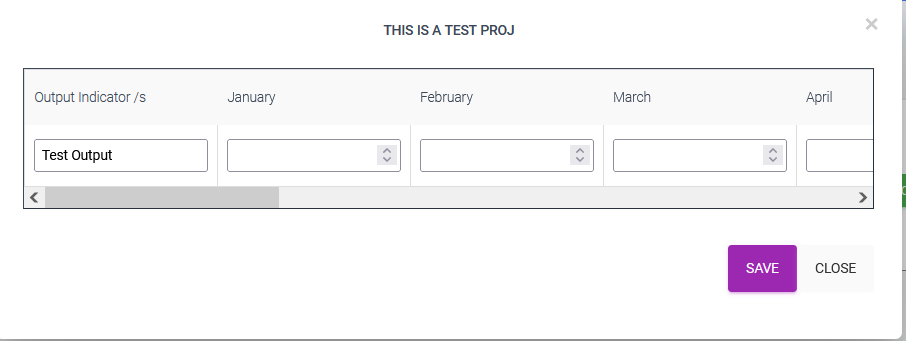 THIS IS A TEST PROJ
×
Output Indicator /s January February March April
Test Output
SAVE CLOSE